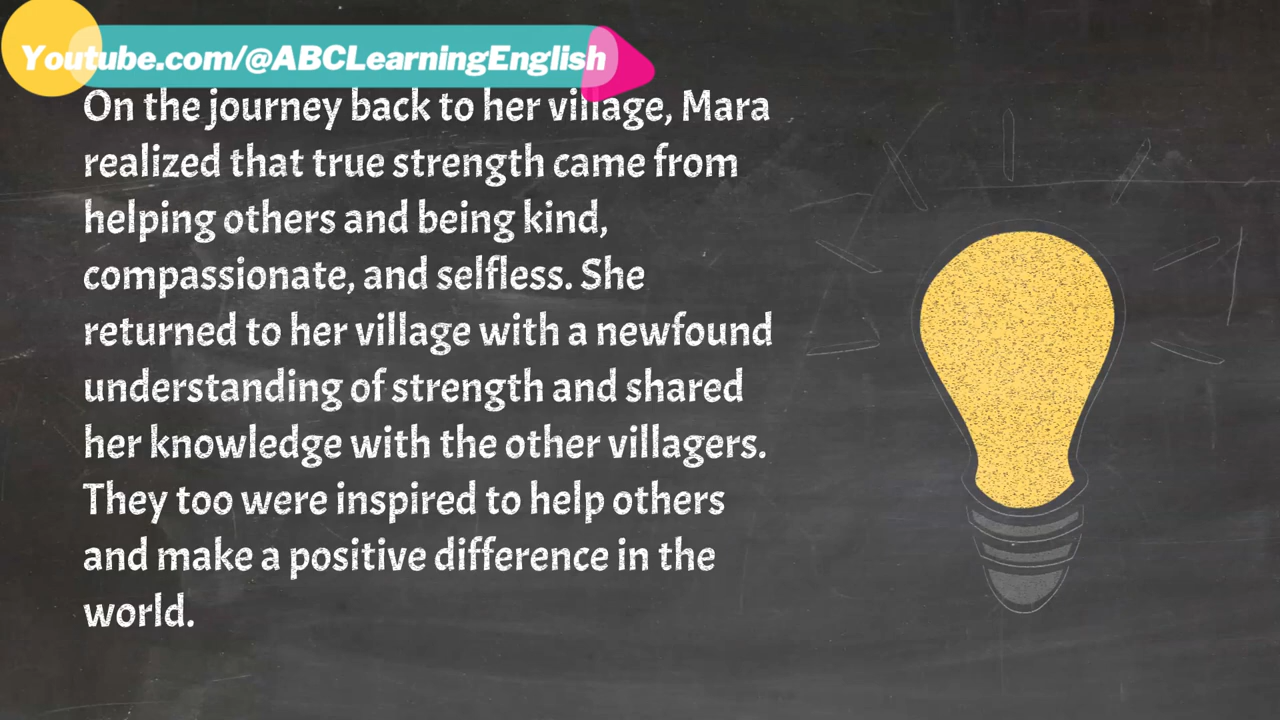 Youtube.com/@ABCLearningEnglish
On the journey back to her village, Mara
realized that true strength came from
helping others and being kind,
compassionate, and selfless. She
returned to her village with a newfound
understanding of strength and shared
her knowledge with the other villagers.
They too were inspired to help others
and make a positive difference in the
world.